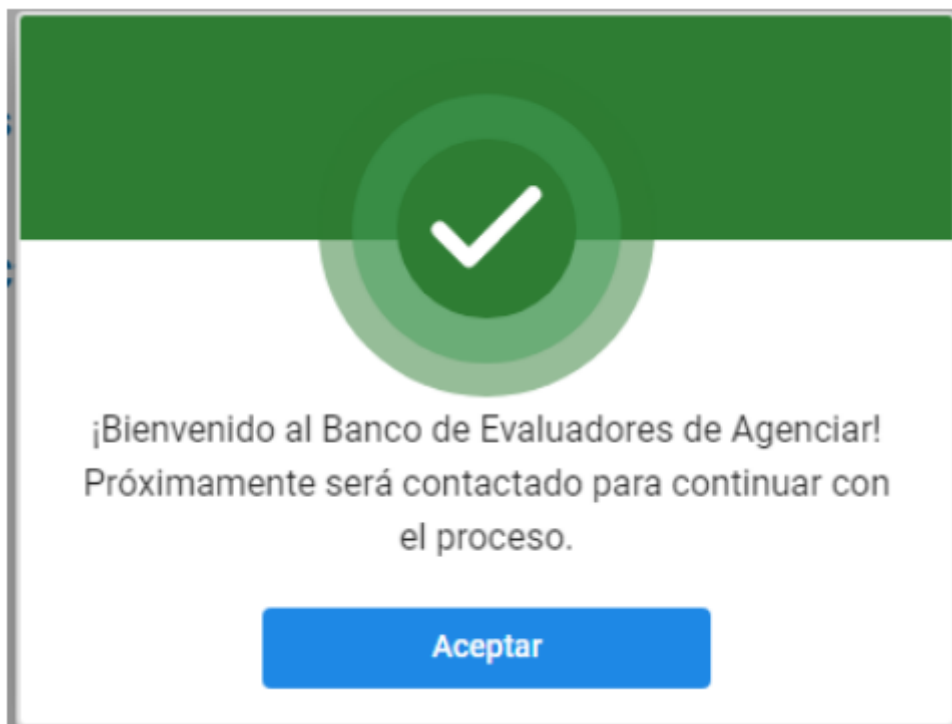 ¡Bienvenido al Banco de Evaluadores de Agenciar!
Próximamente será contactado para continuar con
el proceso.
Aceptar